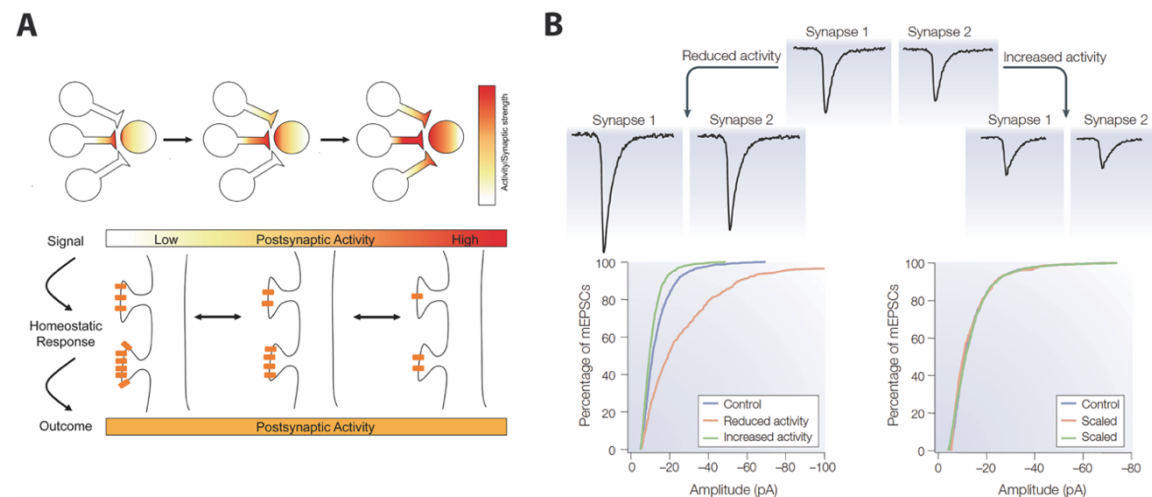 A
Activity/Synaptic strength
Signal
Low
Postsynaptic Activity
High
Homeostatic
Response
Outcome
Postsynaptic Activity
B
Synapse 1
Synapse 2
Reduced activity
Increased activity
Synapse 1
Synapse 2
Synapse 1
Synapse 2
Percentage of mEPSCs
100
80
60
40
20
0
Control
Reduced activity
Increased activity
0
–20
–40
–60
–80
–100
Amplitude (pA)
Percentage of mEPSCs
100
80
60
40
20
0
Control
Scaled
Scaled
0
–20
–40
–60
–80
Amplitude (pA)